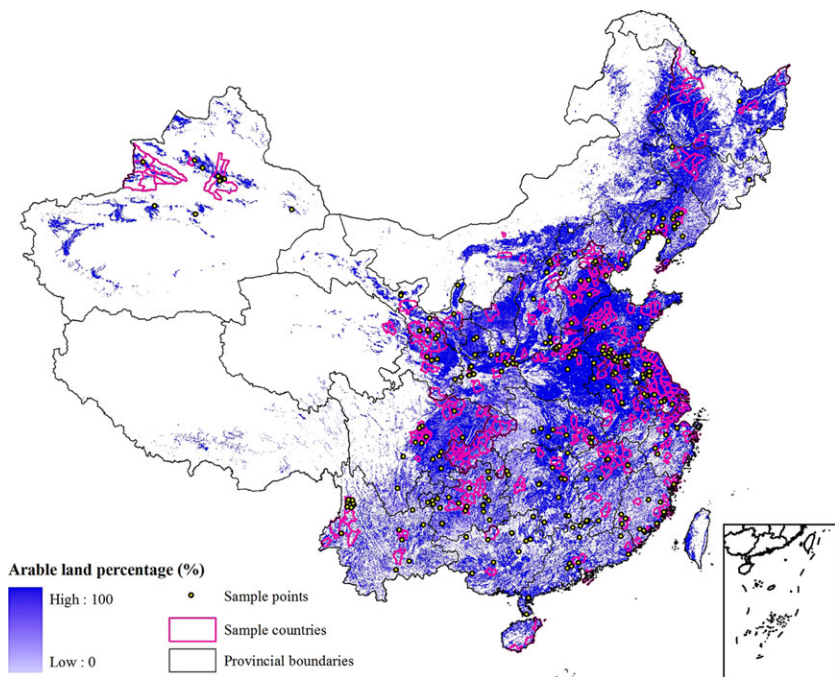 Arable land percentage (%)
High : 100
Low : 0
Sample points
Sample countries
Provincial boundaries